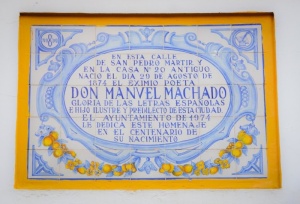 EN ESTA CALLE
DE SAN PEDRO MARTIR Y
EN LA CASA Nº 20 ANTIGUO
NACIO EL DIA 29 DE AGOSTO DE
1874 EL EXIMIO POETA
DON MANVEL MACHADO
GLORIA DE LAS LETRAS ESPAÑOLAS
E HIJO ILUSTRE Y PREDILECTO DE ESTA CIUDAD.
EL AYUNTAMIENTO DE 1974
LE DEDICA ESTE HOMENAJE
EN EL CENTENARIO DE
SU NACIMIENTO